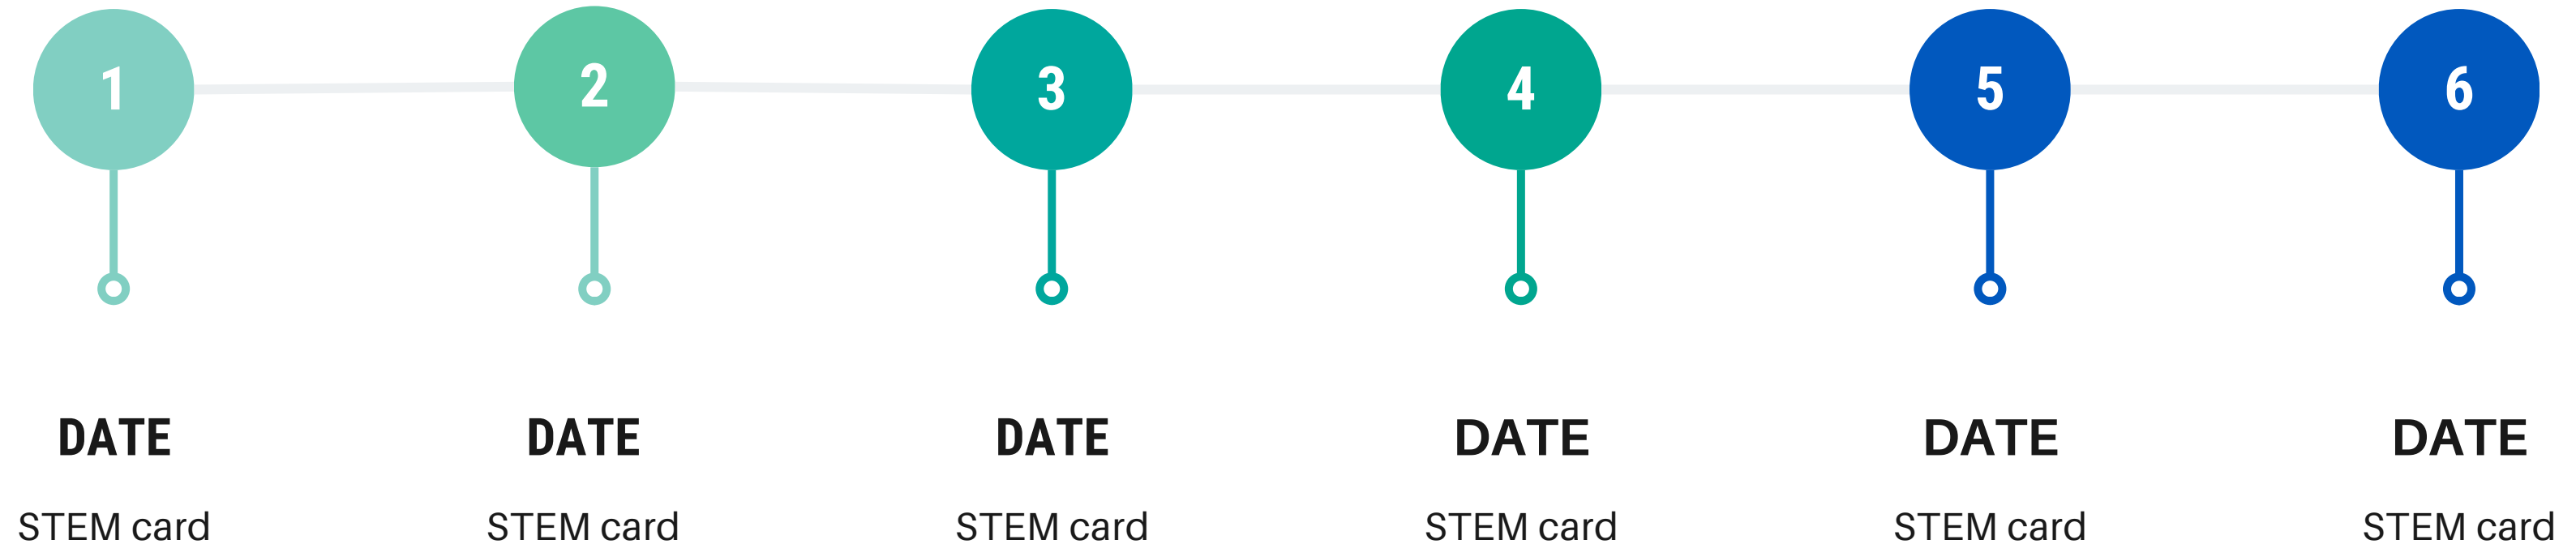 1 2 3 4 5 6
DATE DATE DATE DATE DATE DATE
STEM card STEM card STEM card STEM card STEM card STEM card